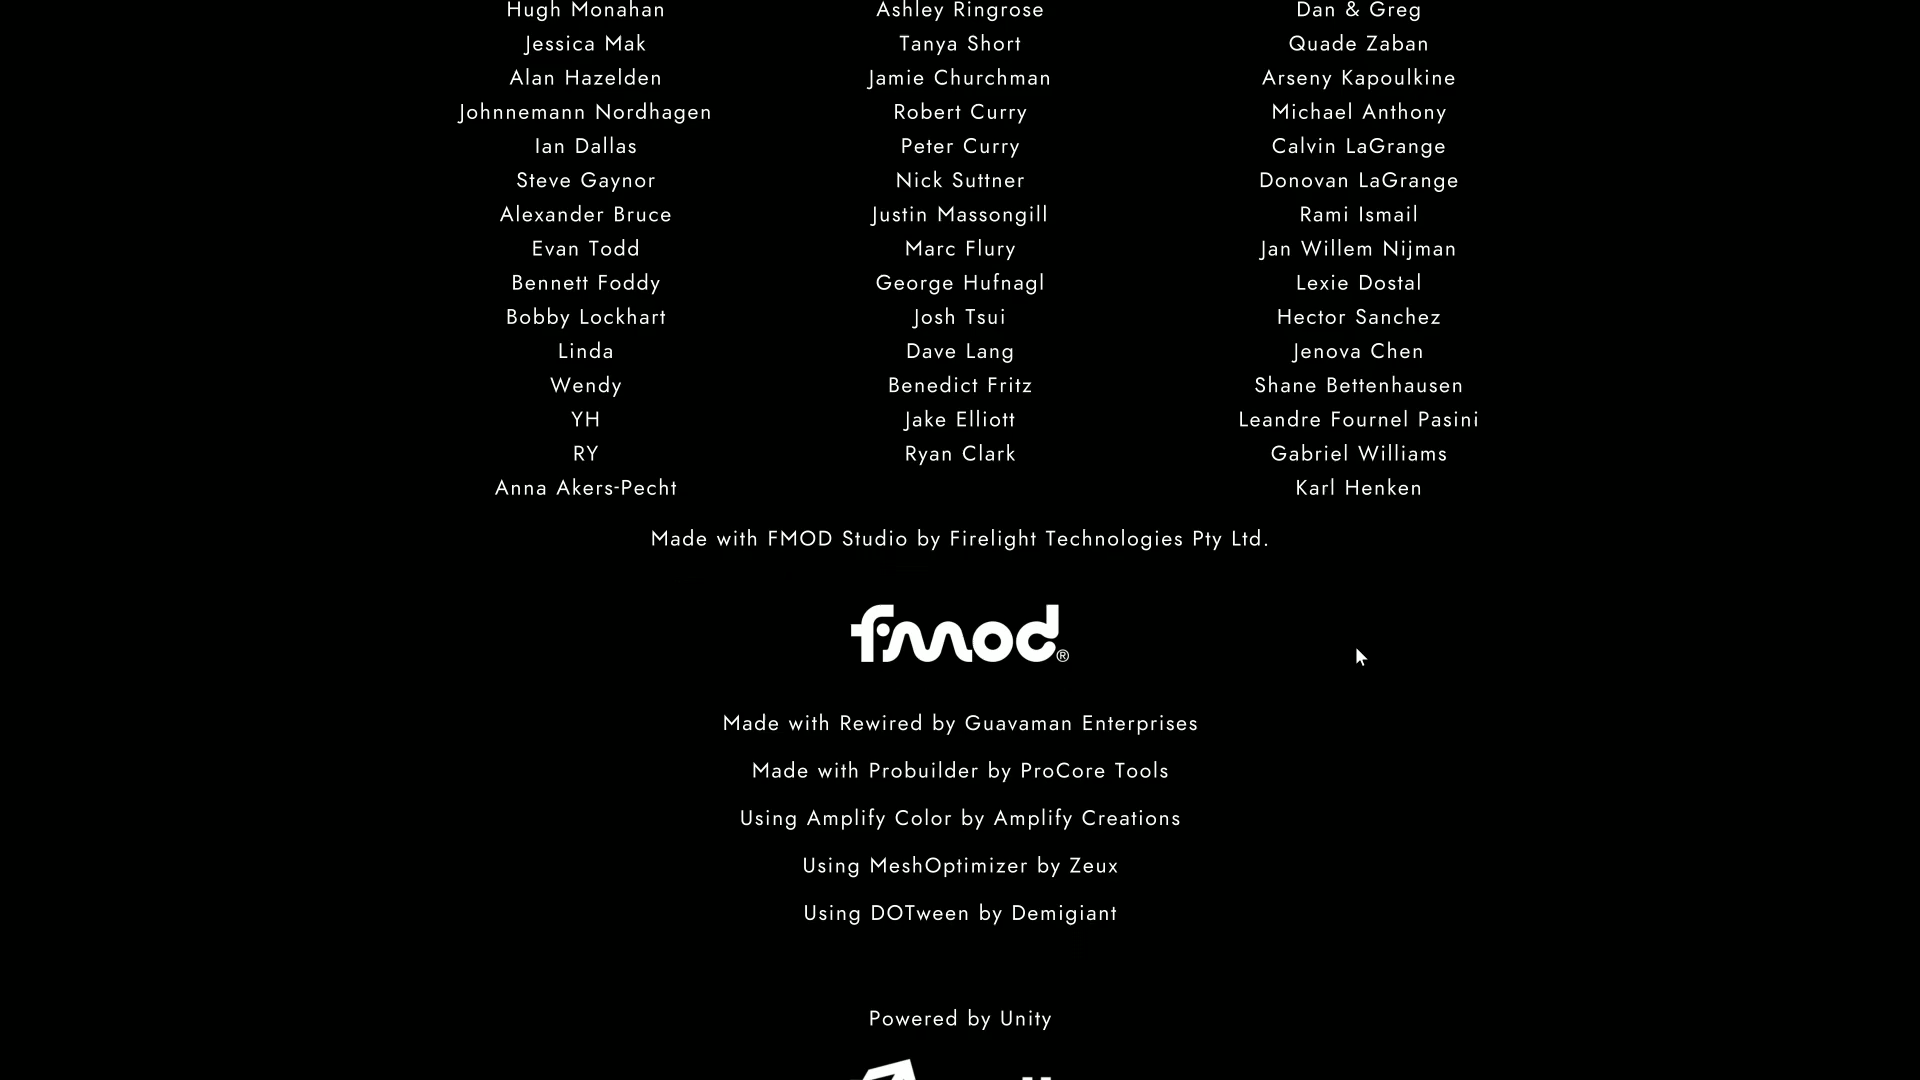 Hugh Monahan Ashley Ringrose Dan & Greg
Jessica Mak Tanya Short Quade Zaban
Alan Hazelden Jamie Churchman Arseny Kapoulkine
Johnnemann Nordhagen Robert Curry Michael Anthony
Ian Dallas Peter Curry Calvin LaGrange
Steve Gaynor Nick Suttner Donovan LaGrange
Alexander Bruce Justin Massongill Rami Ismail
Evan Todd Marc Flury Jan Willem Nijman
Bennett Foddy George Hufnagl Lexie Dostal
Bobby Lockhart Josh Tsui Hector Sanchez
Linda Dave Lang Jenova Chen
Wendy Benedict Fritz Shane Bettenhausen
YH Jake Elliott Leandre Fournel Pasini
RY Ryan Clark Gabriel Williams
Anna Akers-Pecht Karl Henken
Made with FMOD Studio by Firelight Technologies Pty Ltd.
fmod®
Made with Rewired by Guavaman Enterprises
Made with Probuilder by ProCore Tools
Using Amplify Color by Amplify Creations
Using MeshOptimizer by Zeux
Using DOTween by Demigiant
Powered by Unity